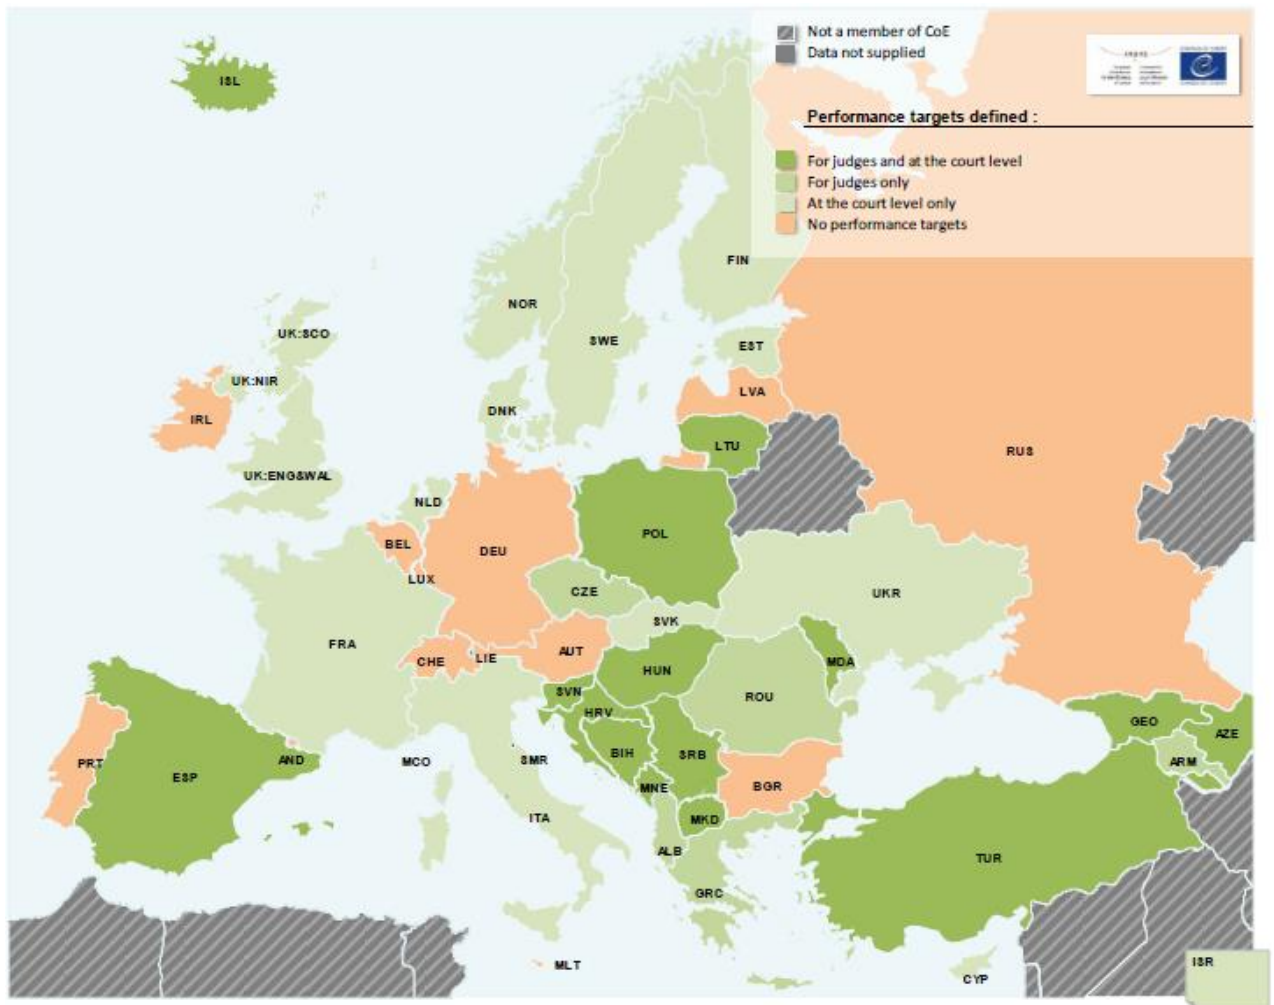 Not a member of CoE
Data not supplied
Performance targets defined :
For judges and at the court level
For judges only
At the court level only
No performance targets
ISL
FIN
NOR
UK:SCO
SWE
EST
UK:NIR
LVA
DNK
IRL
LTU
RUS
UK:ENG&WAL
NLD
POL
BEL
DEU
LUX
CZE
UKR
SVK
FRA
AUT
LIE
CHE
MDA
HUN
SVN
ROU
HRV
GEO
AZE
BIH
SRB
AND
MCO
SMR
ARM
PRT
ESP
MNE
BGR
ITA
MKD
ALB
TUR
GRC
ISR
MLT
CYP